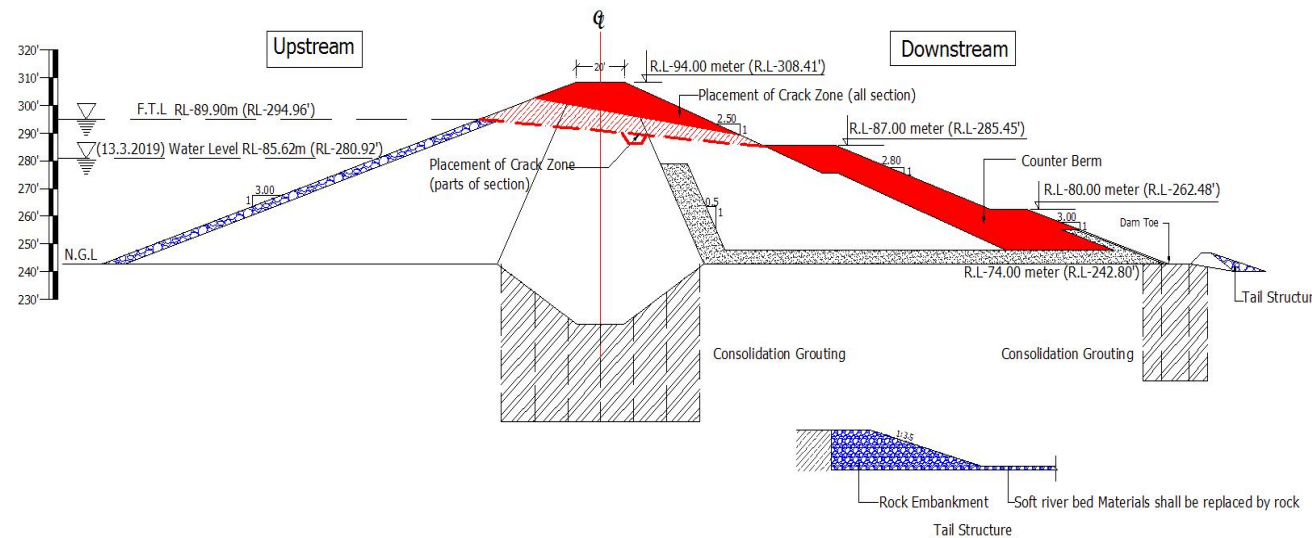 Upstream
Downstream
320'
310'
300'
290'
280'
270'
260'
250'
240'
230'
20'
R.L-94.00 meter (R.L-308.41')
Placement of Crack Zone (all section)
F.T.L RL-89.90m (RL-294.96')
2.50
1
R.L-87.00 meter (R.L-285.45')
(13.3.2019) Water Level RL-85.62m (RL-280.92')
Placement of Crack Zone
(parts of section)
2.80
1
Counter Berm
R.L-80.00 meter (R.L-262.48')
3.00
1
0.5
1
3.00
1
Dam Toe
N.G.L
R.L-74.00 meter (R.L-242.80')
Tail Structur
Consolidation Grouting
Consolidation Grouting
1:3.5
Rock Embankment
Soft river bed Materials shall be replaced by rock
Tail Structure